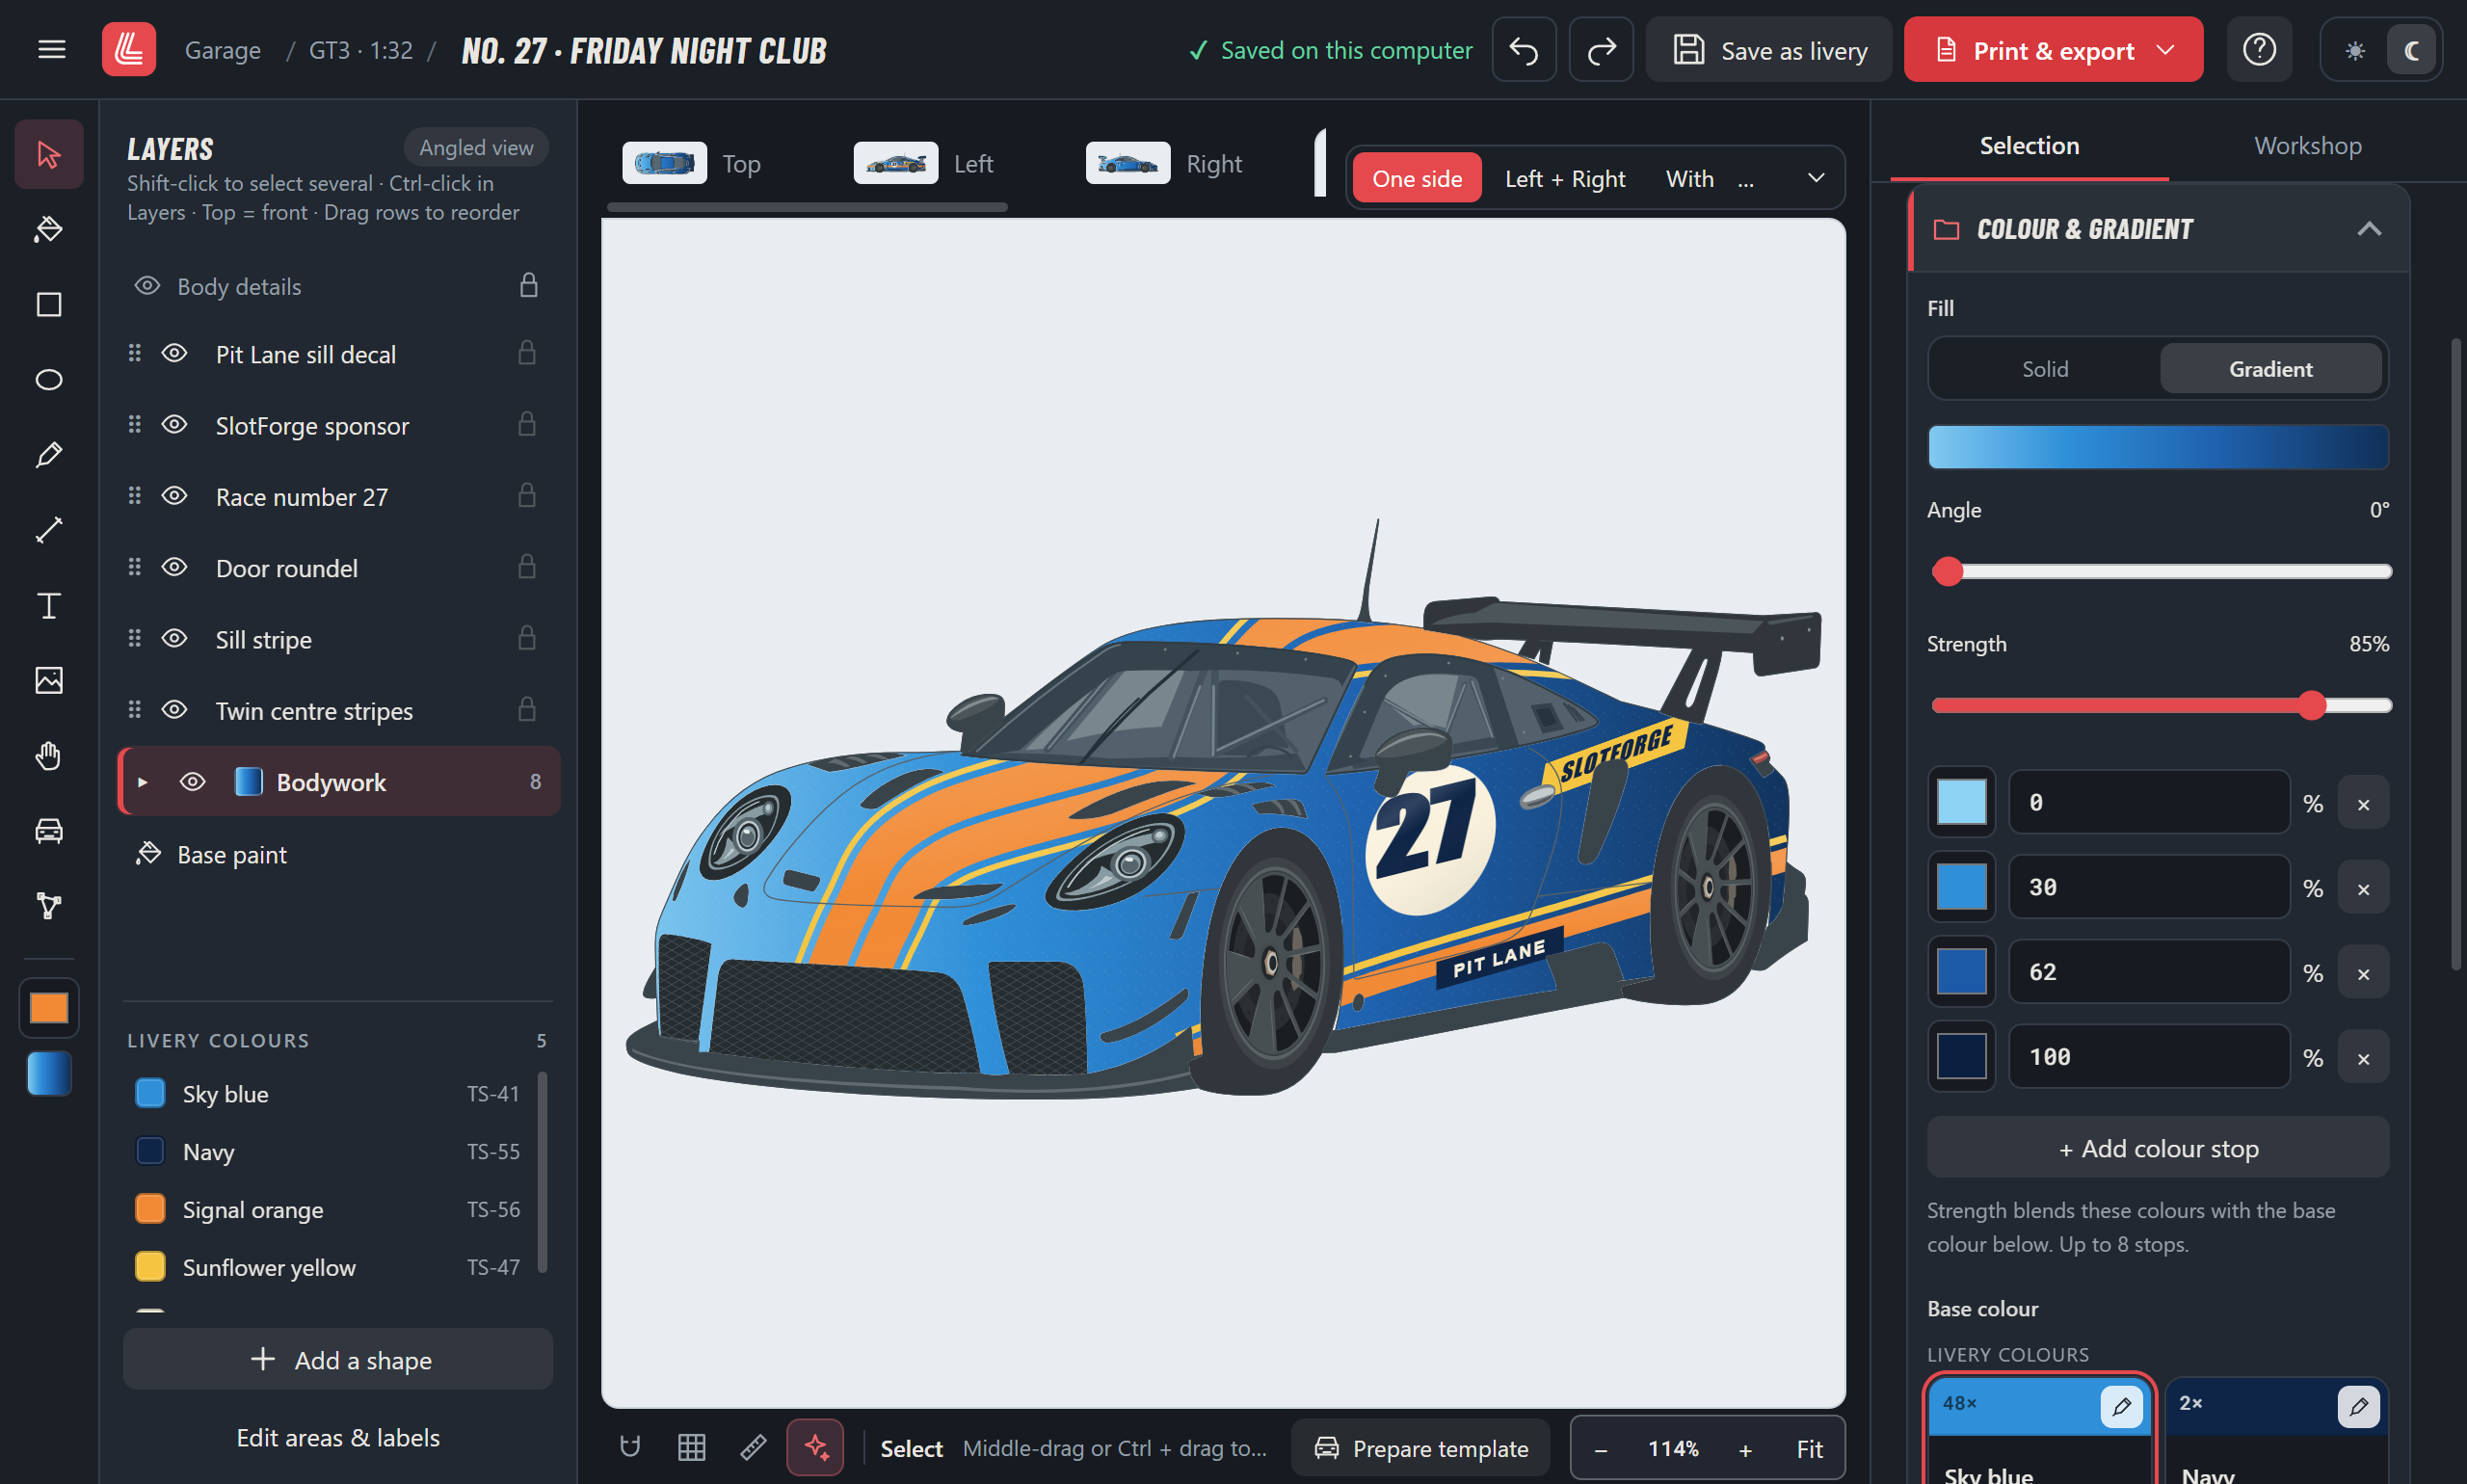 Garage / GT3 · 1:32 / NO. 27 · FRIDAY NIGHT CLUB
✓ Saved on this computer
Save as livery
Print & export
LAYERS
Angled view
Shift-click to select several · Ctrl-click in
Layers · Top = front · Drag rows to reorder
Body details
Pit Lane sill decal
SlotForge sponsor
Race number 27
Door roundel
Sill stripe
Twin centre stripes
Bodywork 8
Base paint
LIVERY COLOURS 5
Sky blue TS-41
Navy TS-55
Signal orange TS-56
Sunflower yellow TS-47
Add a shape
Edit areas & labels
Top
Left
Right
One side
Left + Right
With ...
SLOTFORGE
27
PIT LANE
Select Middle-drag or Ctrl + drag to...
Prepare template
− 114% + Fit
Selection
Workshop
COLOUR & GRADIENT
Fill
Solid
Gradient
Angle 0°
Strength 85%
0 % ×
30 % ×
62 % ×
100 % ×
+ Add colour stop
Strength blends these colours with the base
colour below. Up to 8 stops.
Base colour
LIVERY COLOURS
48×
2×
Sky blue
Navy